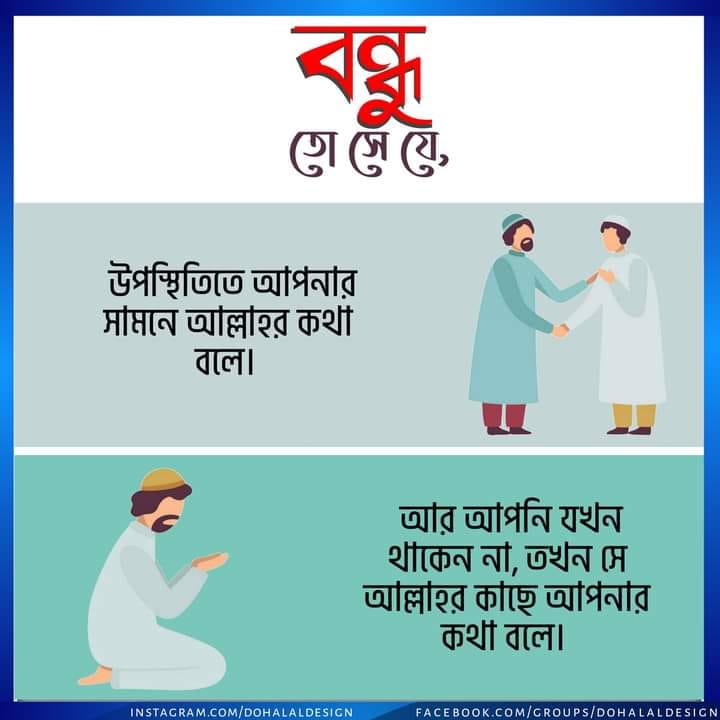 বন্ধু
তো সে যে,
উপস্থিতিতে আপনার
সামনে আল্লাহর কথা
বলে।
আর আপনি যখন
থাকেন না, তখন সে
আল্লাহর কাছে আপনার
কথা বলে।
INSTAGRAM.COM/DOHALALDESIGN
FACEBOOK.COM/GROUPS/DOHALALDESIGN